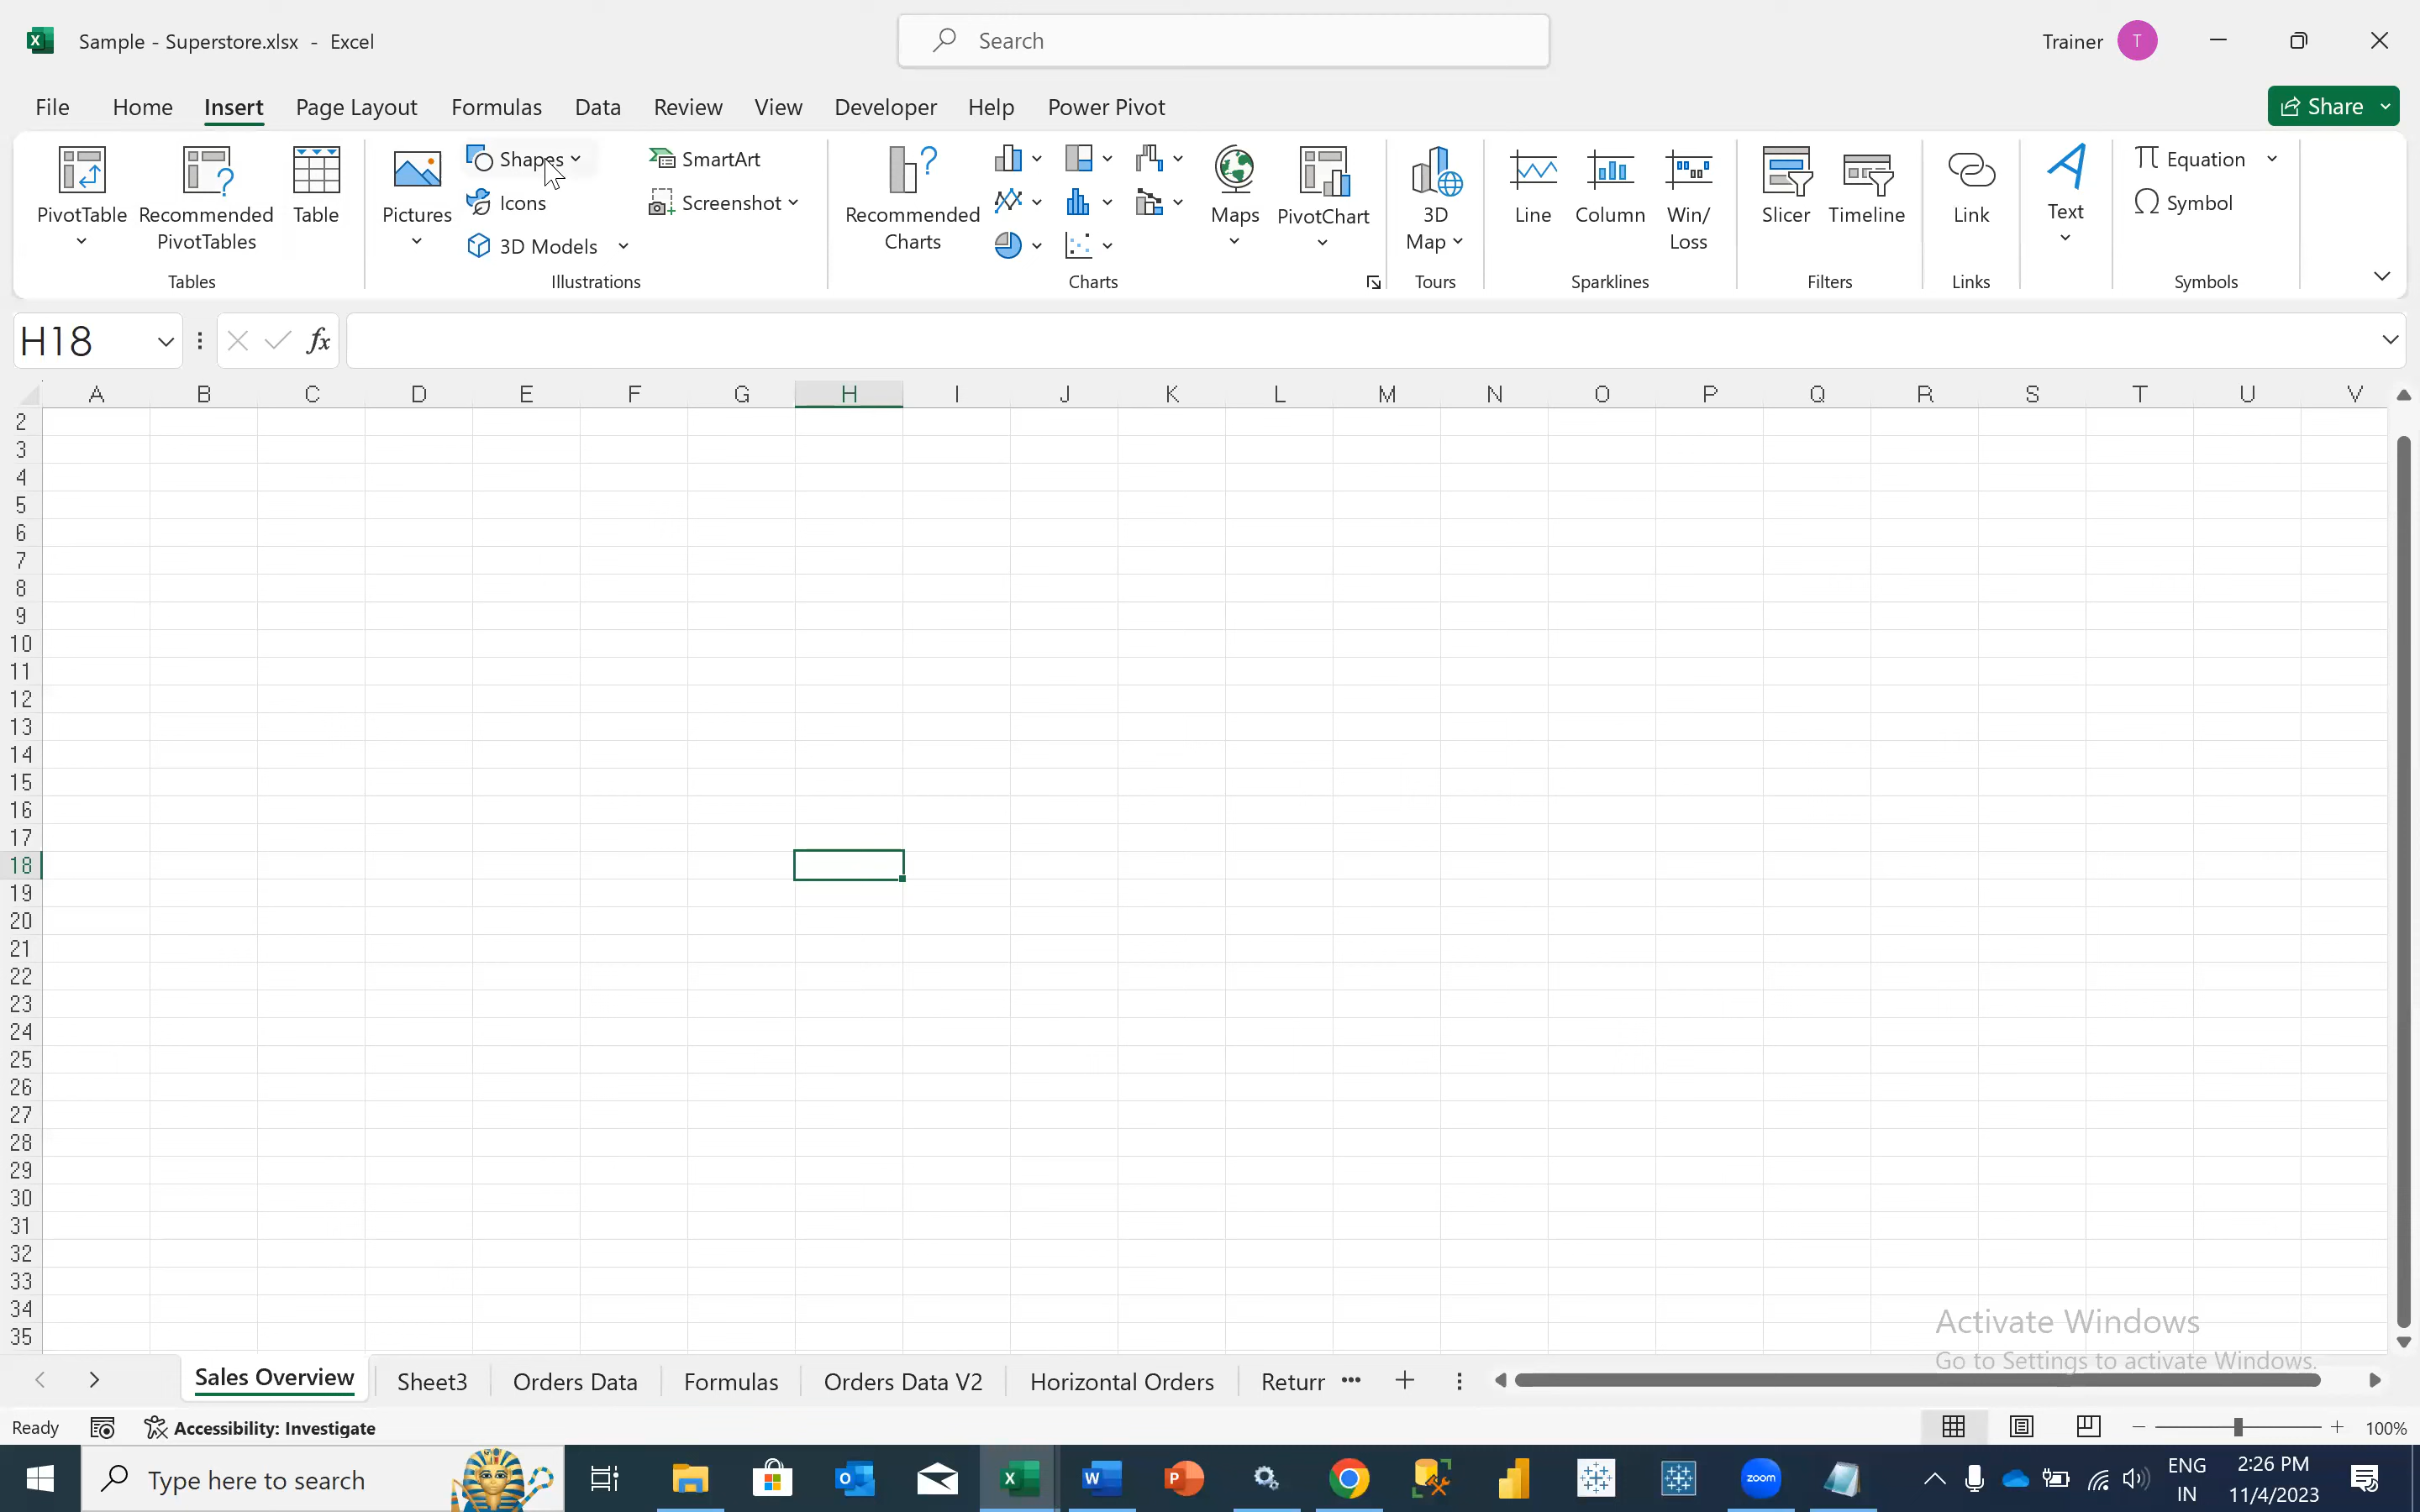 Sample - Superstore.xlsx - Excel
Search
Trainer T
File Home Insert Page Layout Formulas Data Review View Developer Help Power Pivot Share
PivotTable
Recommended PivotTables
Table
Tables
Pictures
Shapes
Icons
3D Models
SmartArt
Screenshot
Illustrations
Recommended Charts
Maps
PivotChart
Charts
3D Map
Tours
Line
Column
Win/ Loss
Sparklines
Slicer
Timeline
Filters
Link
Links
Text
Equation
Symbol
Symbols
H18 fx
A B C D E F G H I J K L M N O P Q R S T U V
2
3
4
5
6
7
8
9
10
11
12
13
14
15
16
17
18
19
20
21
22
23
24
25
26
27
28
29
30
31
32
33
34
35
Activate Windows
Go to Settings to activate Windows.
Sales Overview Sheet3 Orders Data Formulas Orders Data V2 Horizontal Orders Returr
Ready Accessibility: Investigate 100%
Type here to search zoom ENG 2:26 PM
IN 11/4/2023